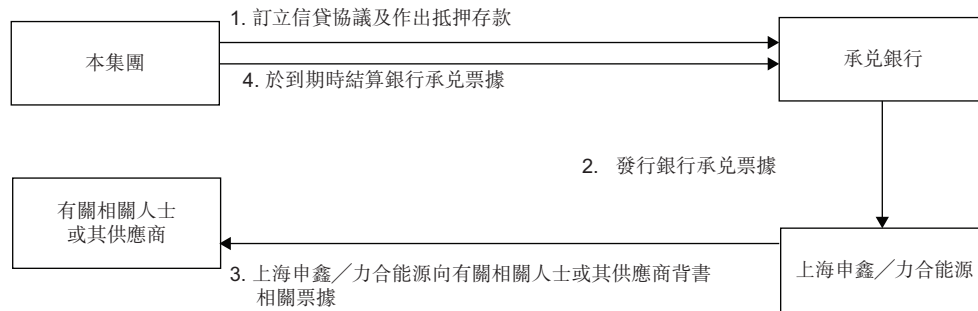 1. 訂立信貸協議及作出抵押存款
本集團
承兑銀行
4. 於到期時結算銀行承兑票據
2. 發行銀行承兑票據
有關相關人士
或其供應商
上海申鑫／力合能源
3. 上海申鑫／力合能源向有關相關人士或其供應商背書
相關票據